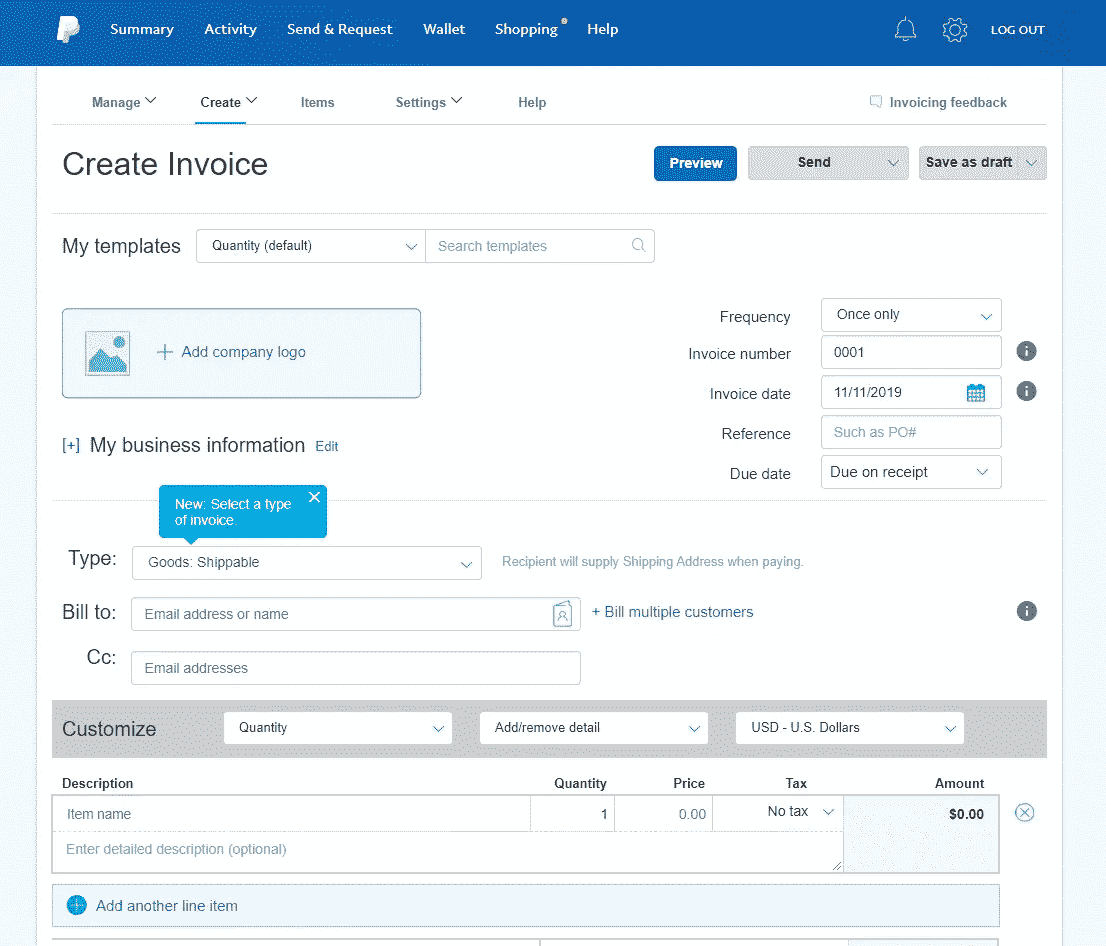 Summary Activity Send & Request Wallet Shopping Help LOG OUT
Manage Create Items Settings Help Invoicing feedback
Create Invoice Preview Send Save as draft
My templates Quantity (default) Search templates
Frequency Once only
+ Add company logo
Invoice number 0001
Invoice date 11/11/2019
Reference Such as PO#
[+] My business information Edit
Due date Due on receipt
New: Select a type
of invoice.
Type: Goods: Shippable Recipient will supply Shipping Address when paying.
Bill to: Email address or name + Bill multiple customers
Cc: Email addresses
Customize Quantity Add/remove detail USD - U.S. Dollars
Description Quantity Price Tax Amount
Item name 1 0.00 No tax $0.00
Enter detailed description (optional)
Add another line item